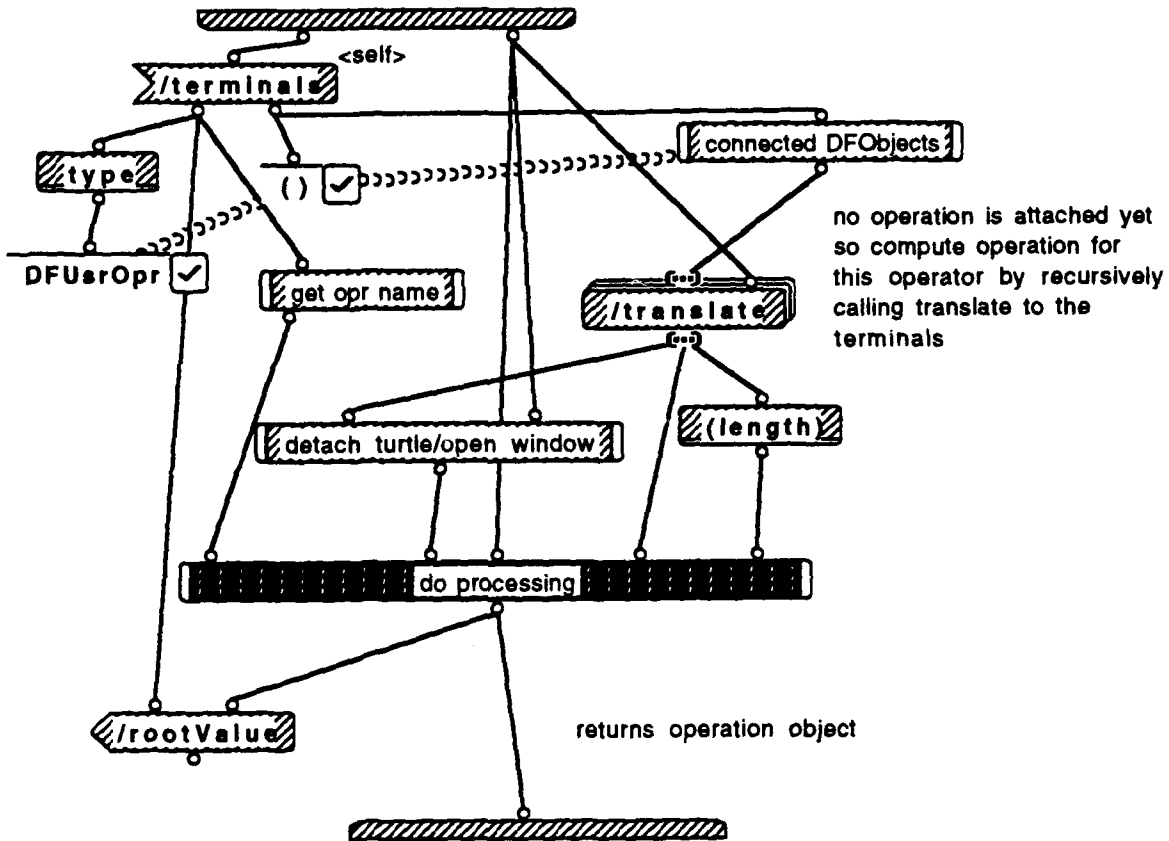 <self>
/terminals
connected DFObjects
type
( )
no operation is attached yet
so compute operation for
this operator by recursively
calling translate to the
terminals
DFUsrOpr
get opr name
/translate
(length)
detach turtle/open window
do processing
/rootValue
returns operation object